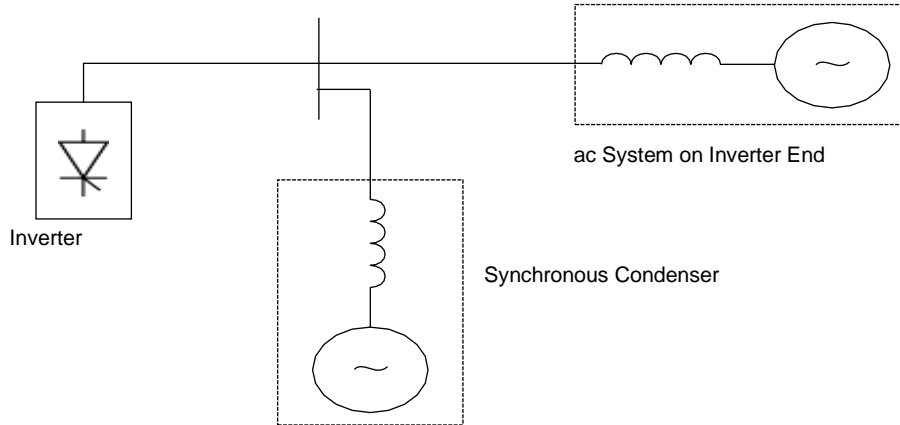 ac System on Inverter End
Inverter
Synchronous Condenser